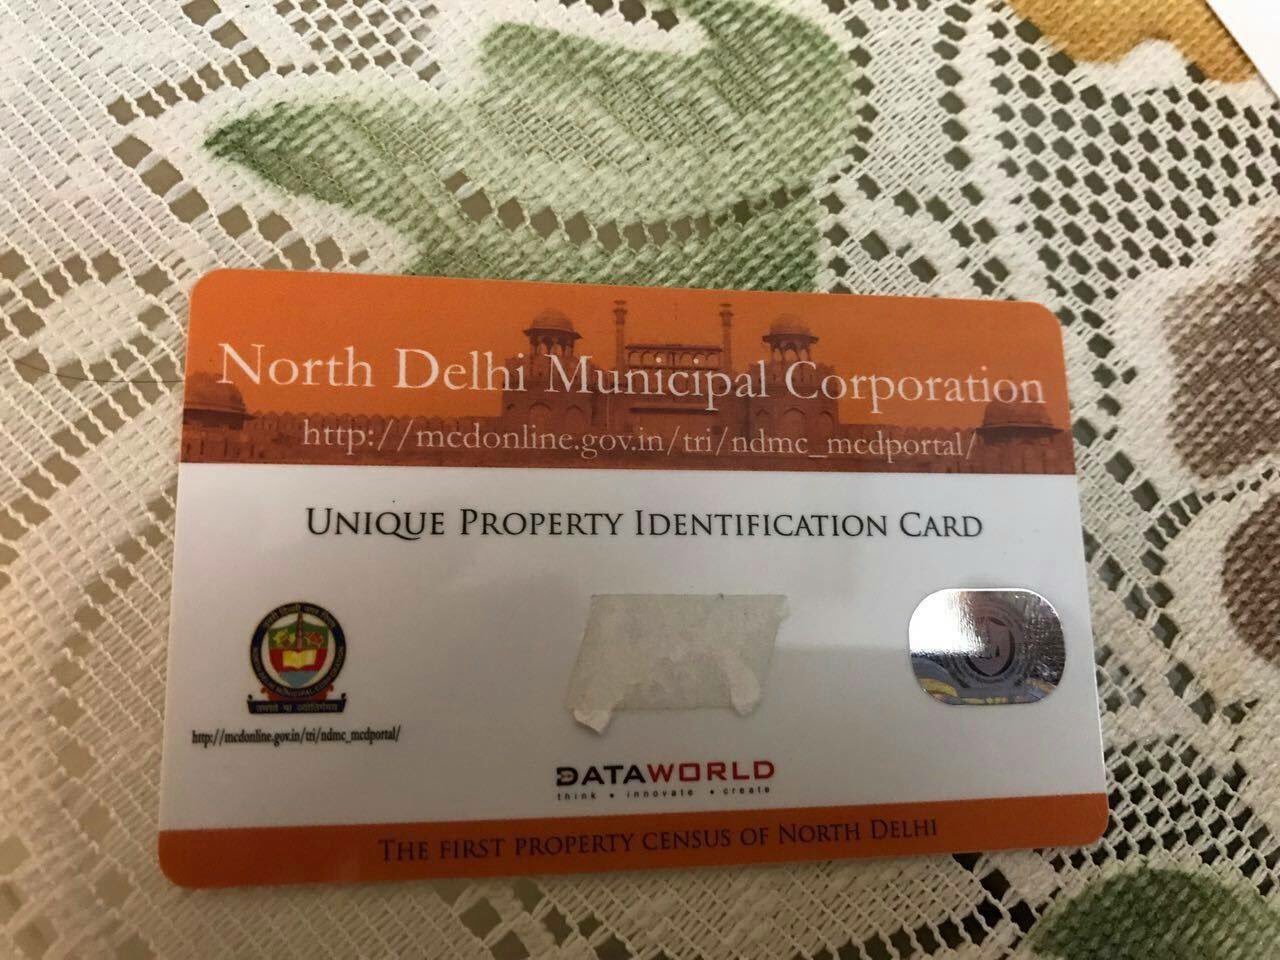 North Delhi Municipal Corporation
http://mcdonline.gov.in/tri/ndmc_mcdportal/
UNIQUE PROPERTY IDENTIFICATION CARD
http://mcdonline.gov.in/tri/ndmc_mcdportal/
DATAWORLD
think • innovate • create
THE FIRST PROPERTY CENSUS OF NORTH DELHI